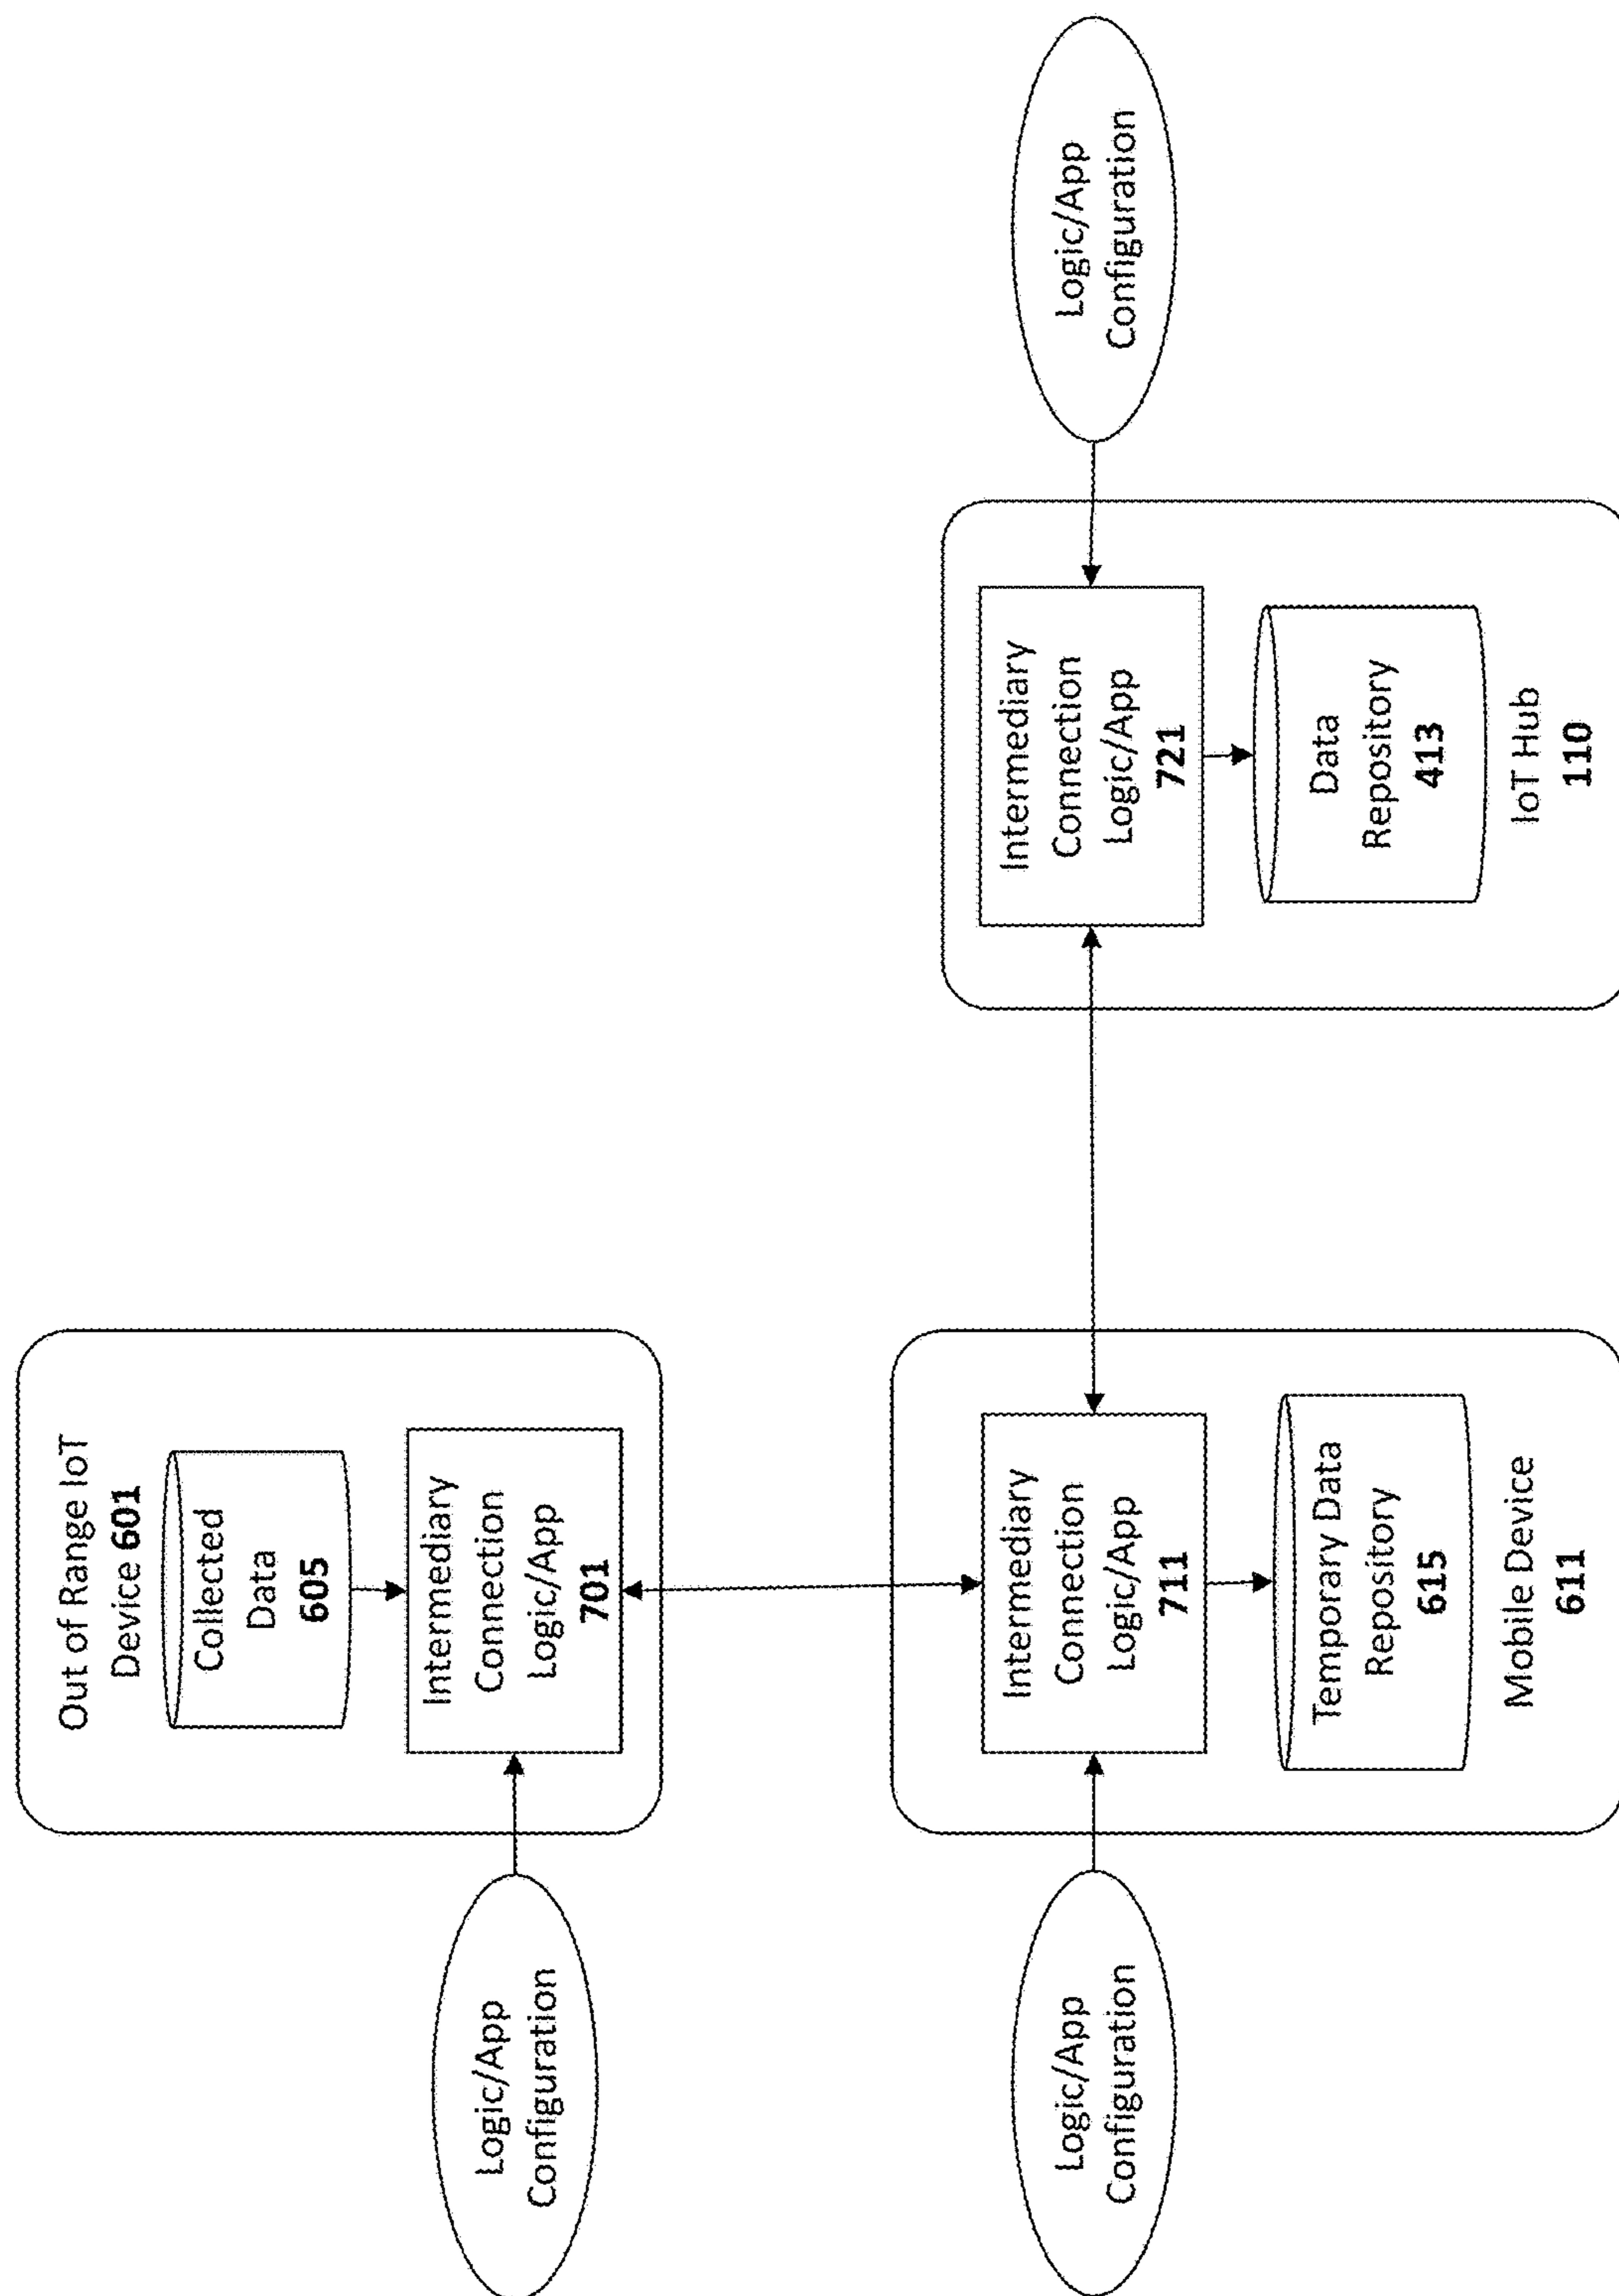 Out of Range IoT
Device 601
Collected
Data
605
Logic/App
Configuration
Intermediary
Connection
Logic/App
701
Logic/App
Configuration
Intermediary
Connection
Logic/App
711
Temporary Data
Repository
615
Mobile Device
611
Intermediary
Connection
Logic/App
721
Data
Repository
413
IoT Hub
110
Logic/App
Configuration